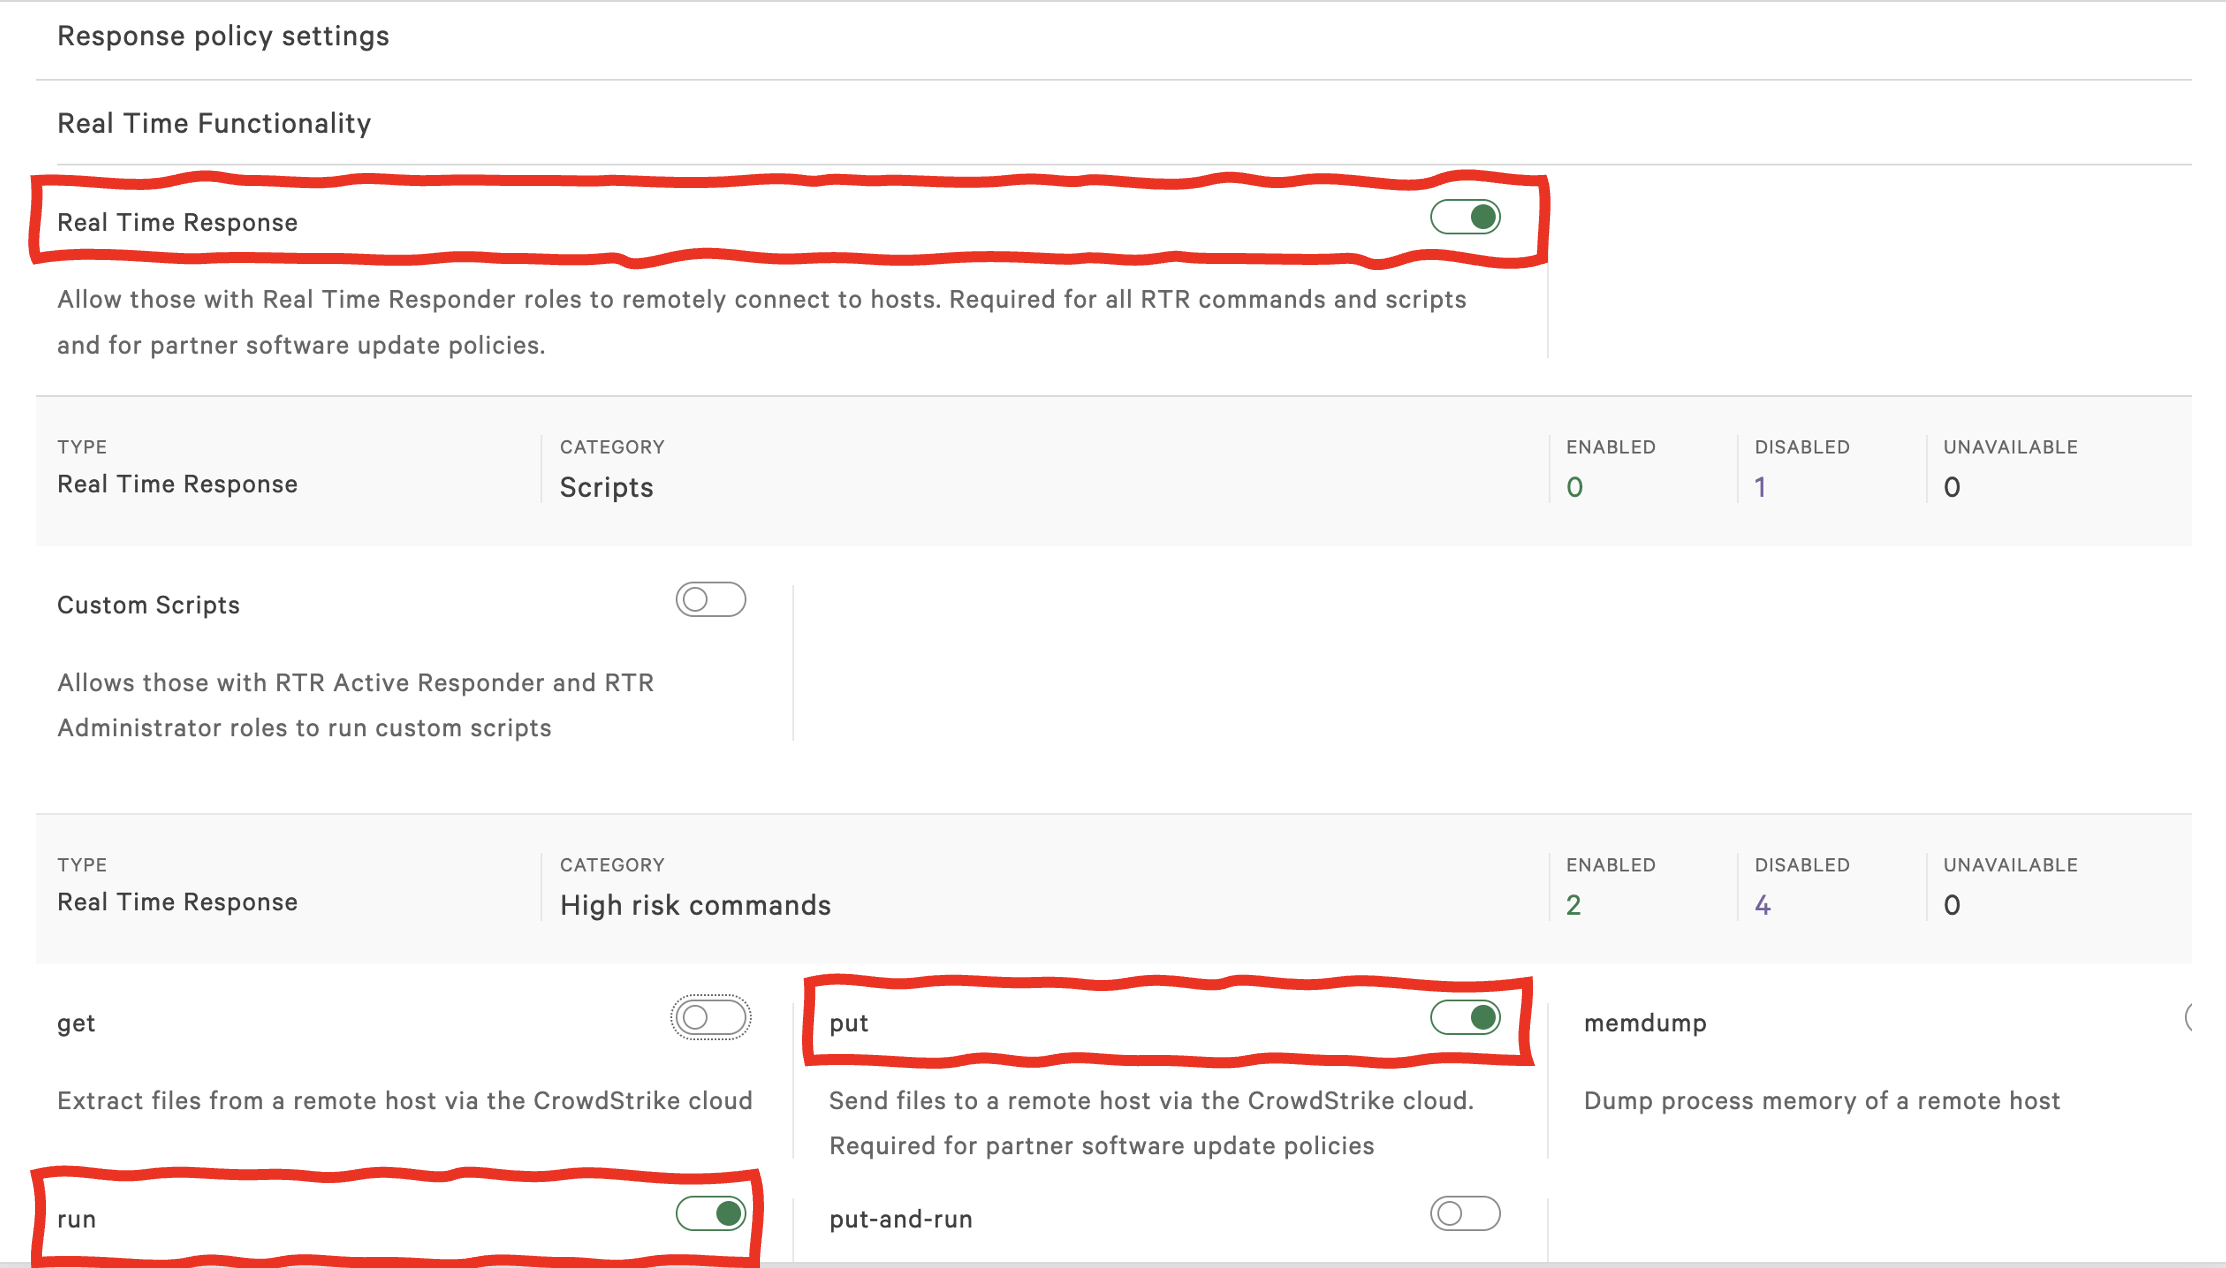 Response policy settings
Real Time Functionality
Real Time Response
Allow those with Real Time Responder roles to remotely connect to hosts. Required for all RTR commands and scripts
and for partner software update policies.
TYPE CATEGORY ENABLED DISABLED UNAVAILABLE
Real Time Response Scripts 0 1 0
Custom Scripts
Allows those with RTR Active Responder and RTR
Administrator roles to run custom scripts
TYPE CATEGORY ENABLED DISABLED UNAVAILABLE
Real Time Response High risk commands 2 4 0
get put memdump
Extract files from a remote host via the CrowdStrike cloud Send files to a remote host via the CrowdStrike cloud. Dump process memory of a remote host
Required for partner software update policies
run put-and-run